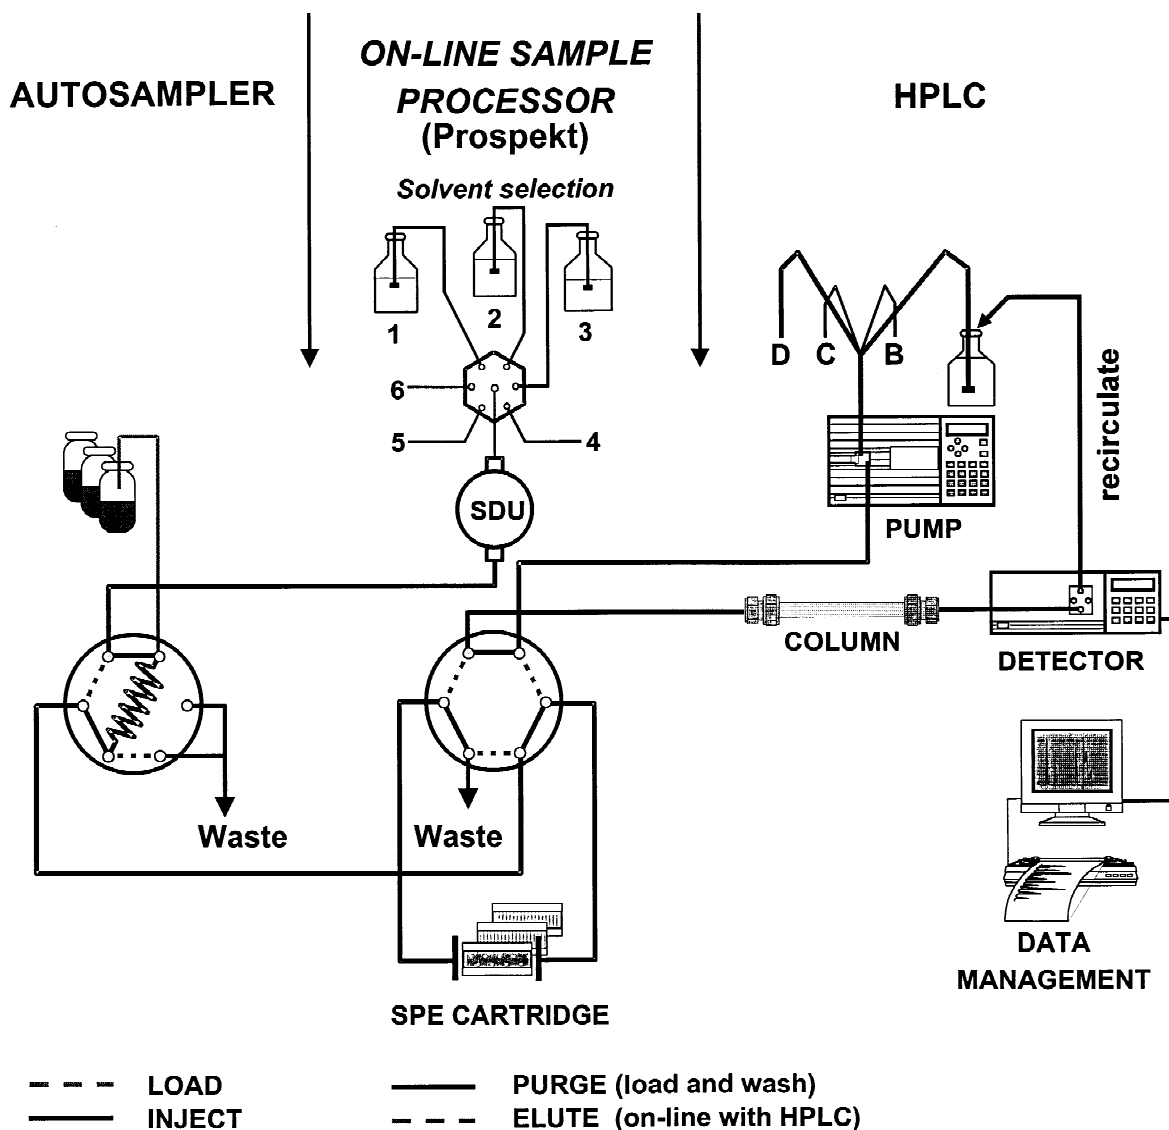 AUTOSAMPLER
ON-LINE SAMPLE
PROCESSOR
(Prospekt)
HPLC
Solvent selection
1
2
3
6
5
4
SDU
D
C
B
recirculate
PUMP
COLUMN
DETECTOR
Waste
Waste
SPE CARTRIDGE
DATA
MANAGEMENT
LOAD
INJECT
PURGE (load and wash)
ELUTE (on-line with HPLC)